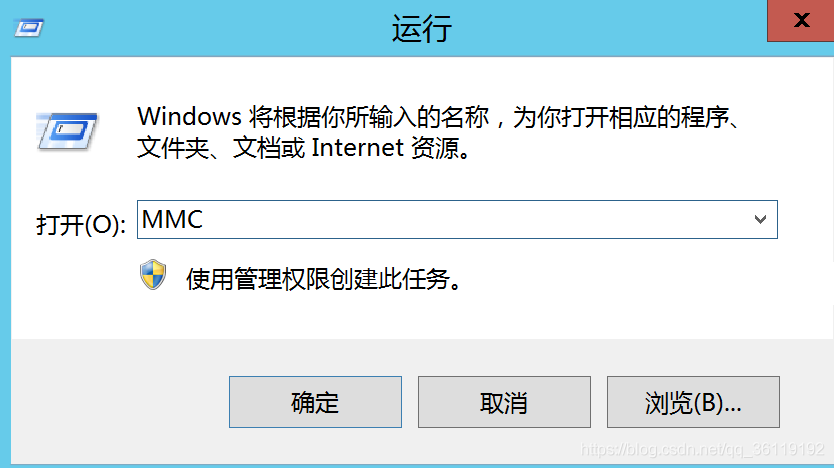 运行
Windows 将根据你所输入的名称，为你打开相应的程序、
文件夹、文档或 Internet 资源。
打开(O): MMC
使用管理权限创建此任务。
确定 取消 浏览(B)...
https://blog.csdn.net/qq_36119192